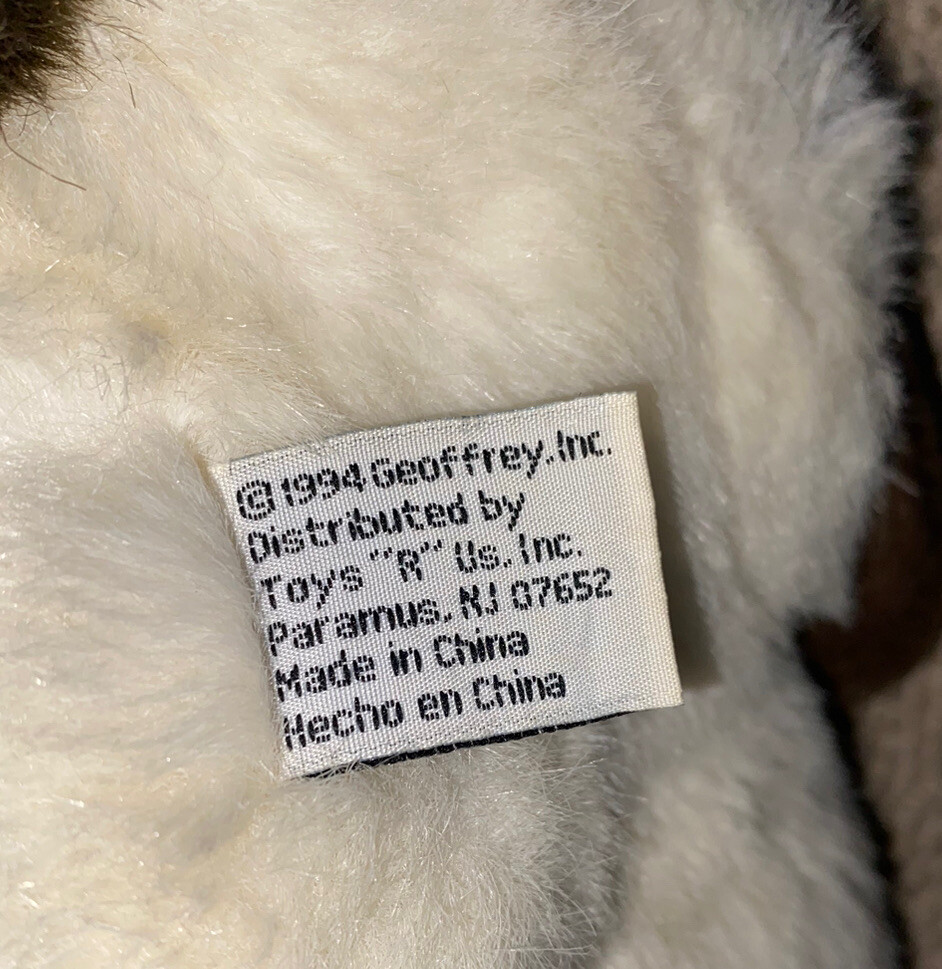 ©1994 Geoffrey, Inc.
Distributed by
Toys "R" Us, Inc.
Paramus, NJ 07652
Made in China
Hecho en China